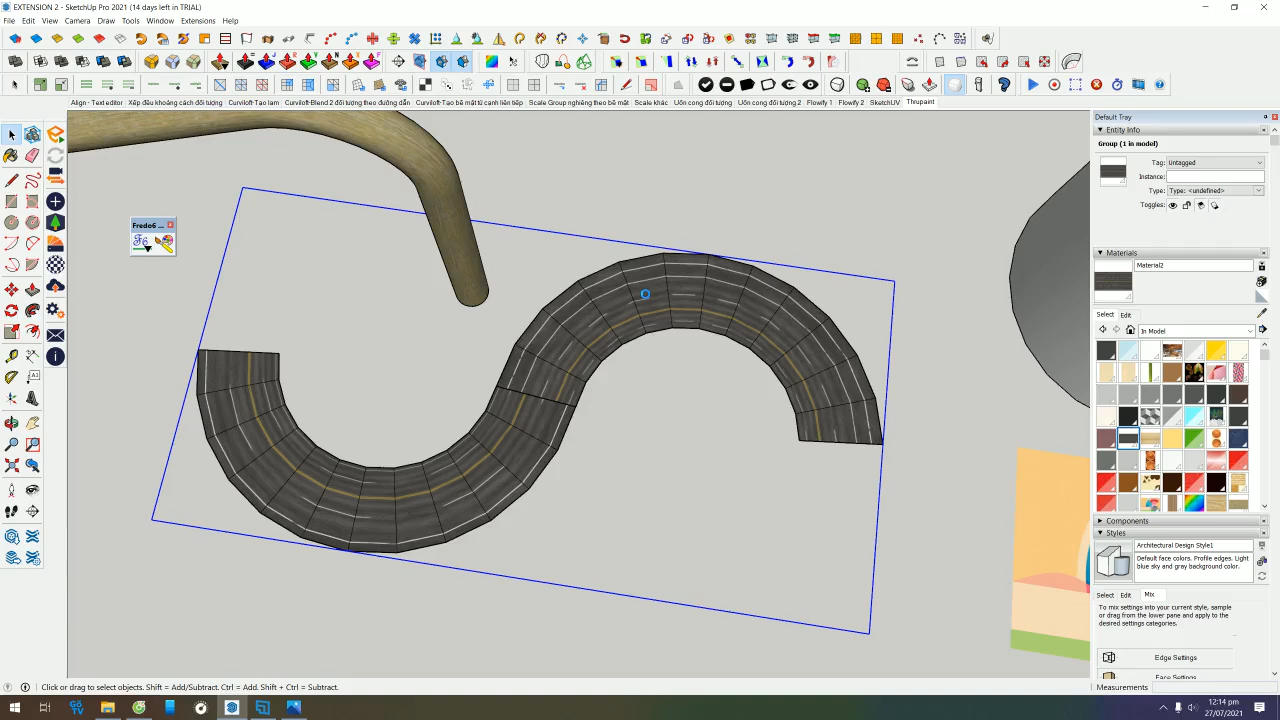 EXTENSION 2 - SketchUp Pro 2021 (14 days left in TRIAL)
File Edit View Camera Draw Tools Window Extensions Help
Align - Text editor Xếp đều khoảng cách đối tượng Curviloft-Tạo lam Curviloft-Blend 2 đối tượng theo đường dẫn Curviloft-Tạo bề mặt từ cạnh liên tiếp Scale Group nghiêng theo bề mặt Scale khác Uốn cong đối tượng Uốn cong đối tượng 2 Flowify 1 Flowify 2 SketchUV Thrupaint
Default Tray
Entity Info
Group (1 in model)
Tag: Untagged
Instance:
Type: Type: <undefined>
Toggles:
Fredo6 ...
Materials
Material2
Select Edit
In Model
Components
Styles
Architectural Design Style1
Default face colors. Profile edges. Light
blue sky and gray background color.
Select Edit Mix
To mix settings into your current style, sample
or drag from the lower pane and apply to the
desired settings categories.
Edge Settings
Face Settings
Click or drag to select objects. Shift = Add/Subtract. Ctrl = Add. Shift + Ctrl = Subtract.
Measurements
12:14 pm
27/07/2021